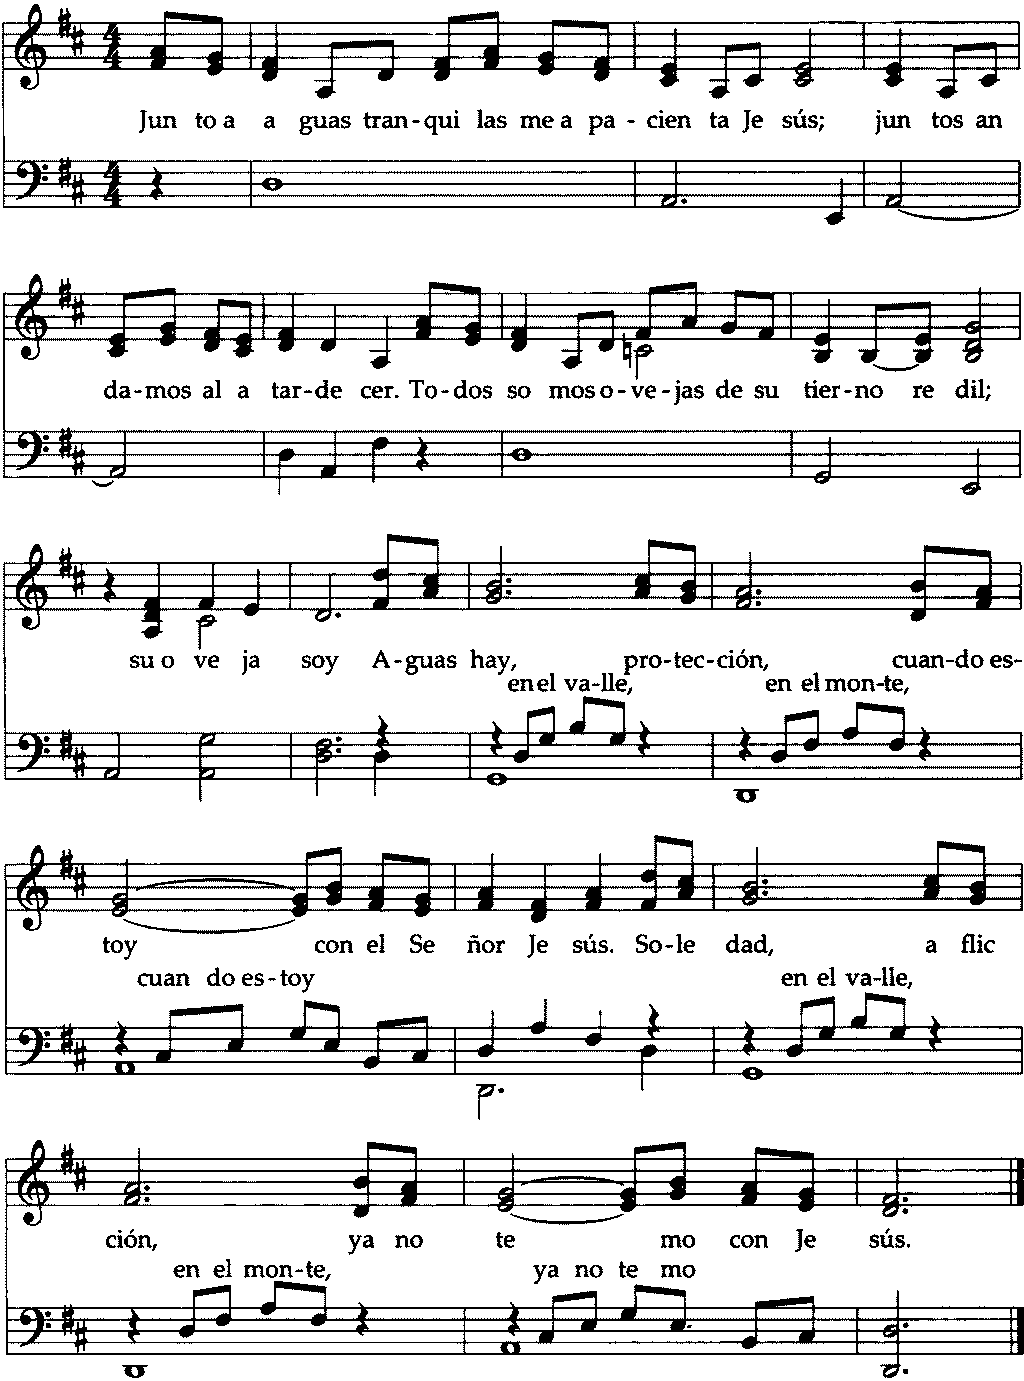 Jun to a a guas tran-qui las me a pa-cien ta Je sús; jun tos an
da-mos al a tar-de cer. To-dos so mos o-ve-jas de su tier-no re dil;
su o ve ja soy A-guas hay, pro-tec-ción, cuan-do es-
en el va-lle, en el mon-te,
toy con el Se ñor Je sús. So-le dad, a flic
cuan do es-toy en el va-lle,
ción, ya no te mo con Je sús.
en el mon-te, ya no te mo